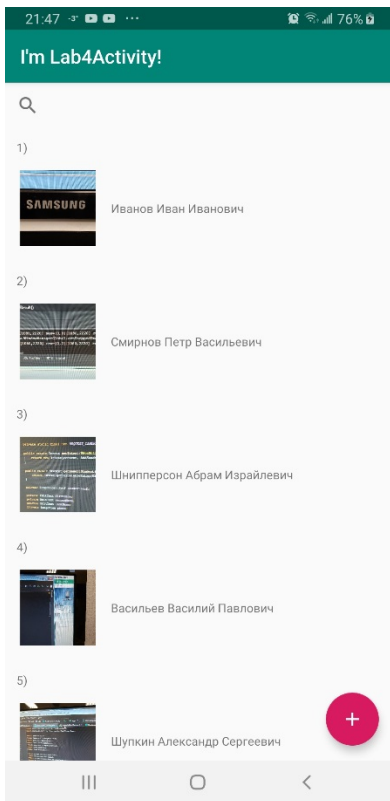 21:47 -3° 76%
I'm Lab4Activity!
1)
SAMSUNG
Иванов Иван Иванович
2)
Смирнов Петр Васильевич
3)
Шнипперсон Абрам Израйлевич
4)
Васильев Василий Павлович
5)
Шупкин Александр Сергеевич